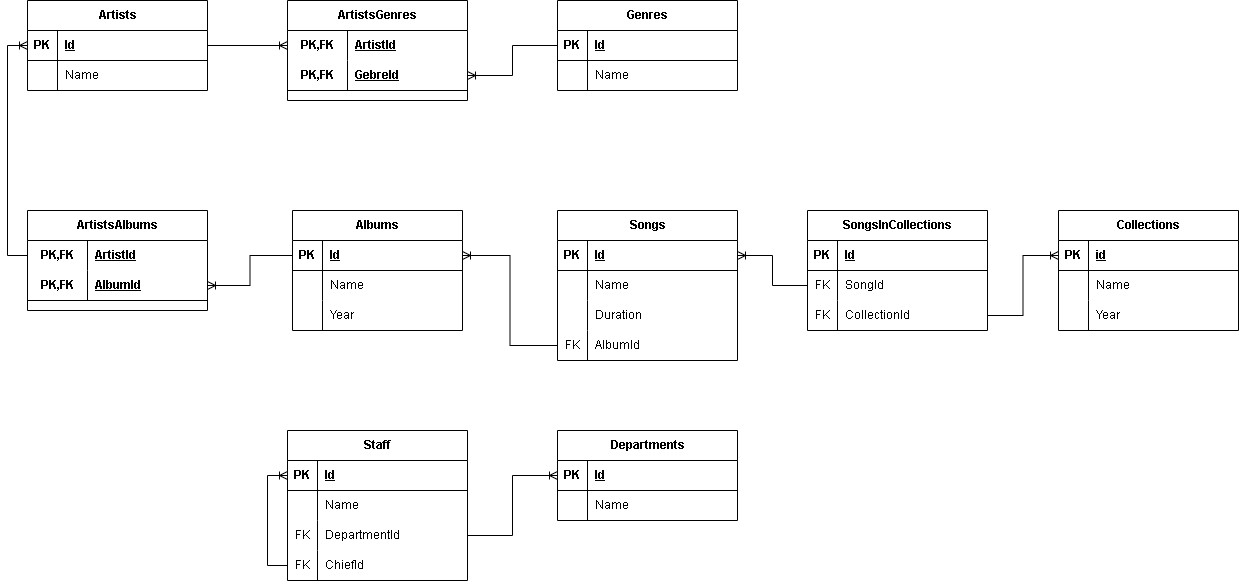 Artists
PK Id
Name
ArtistsGenres
PK,FK ArtistId
PK,FK GebreId
Genres
PK Id
Name
ArtistsAlbums
PK,FK ArtistId
PK,FK AlbumId
Albums
PK Id
Name
Year
Songs
PK Id
Name
Duration
FK AlbumId
SongsInCollections
PK Id
FK SongId
FK CollectionId
Collections
PK id
Name
Year
Staff
PK Id
Name
FK DepartmentId
FK ChiefId
Departments
PK Id
Name